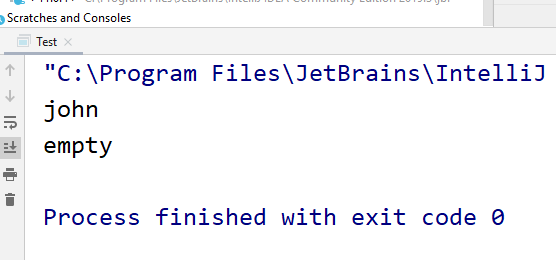 Scratches and Consoles
Test
"C:\Program Files\JetBrains\IntelliJ
john
empty
Process finished with exit code 0